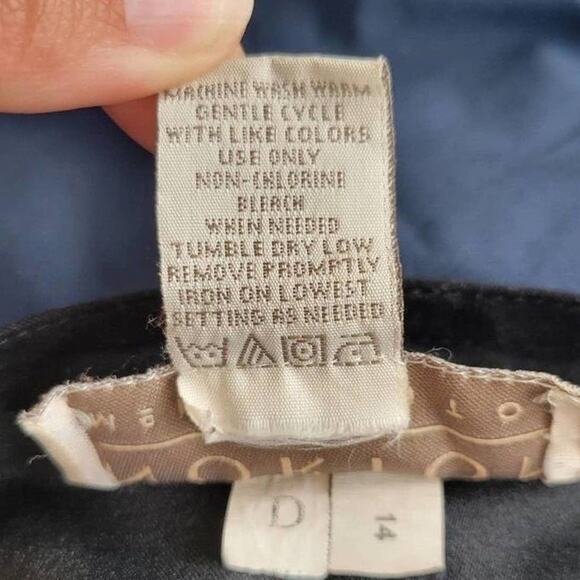 MACHINE WASH WARM
GENTLE CYCLE
WITH LIKE COLORS
USE ONLY
NON-CHLORINE
BLEACH
WHEN NEEDED
TUMBLE DRY LOW
REMOVE PROMPTLY
IRON ON LOWEST
SETTING AS NEEDED
D
14